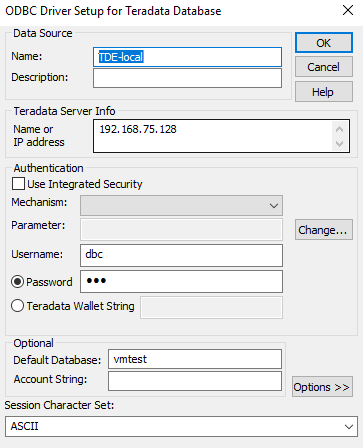 ODBC Driver Setup for Teradata Database
Data Source
OK
Name: TDE-local
Cancel
Description:
Help
Teradata Server Info
Name or
IP address
192.168.75.128
Authentication
Use Integrated Security
Mechanism:
Parameter:
Change...
Username: dbc
Password •••
Teradata Wallet String
Optional
Default Database: vmtest
Account String:
Options >>
Session Character Set:
ASCII